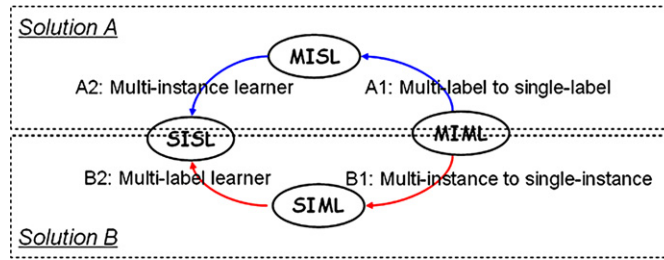 Solution A
MISL
A2: Multi-instance learner
A1: Multi-label to single-label
SISL
MIML
B2: Multi-label learner
B1: Multi-instance to single-instance
SIML
Solution B